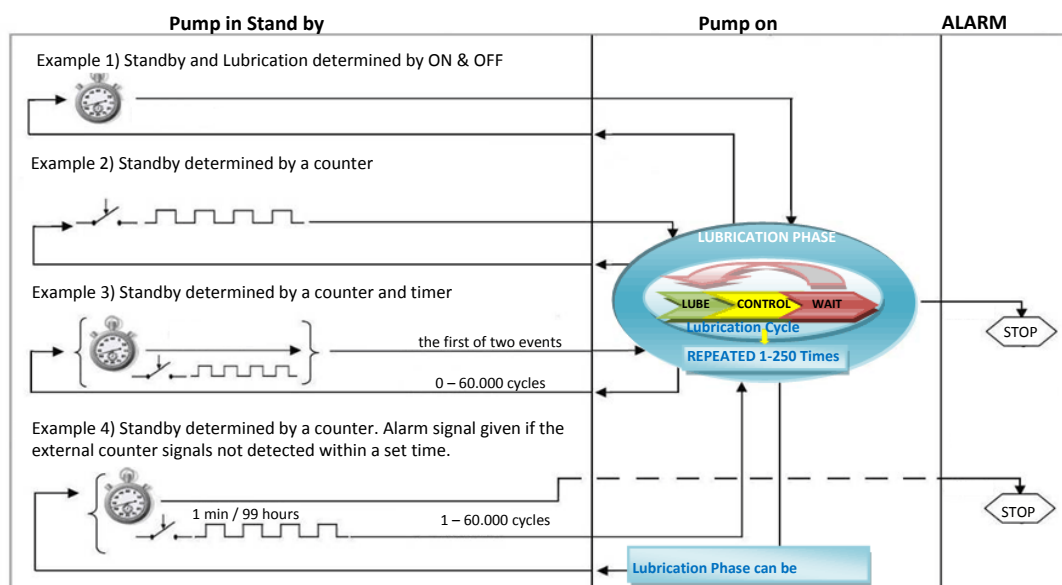 Pump in Stand by
Pump on
ALARM
Example 1) Standby and Lubrication determined by ON & OFF
Example 2) Standby determined by a counter
LUBRICATION PHASE
LUBE
CONTROL
WAIT
Lubrication Cycle
REPEATED 1-250 Times
STOP
Example 3) Standby determined by a counter and timer
the first of two events
0 – 60.000 cycles
Example 4) Standby determined by a counter. Alarm signal given if the
external counter signals not detected within a set time.
1 min / 99 hours
1 – 60.000 cycles
STOP
Lubrication Phase can be